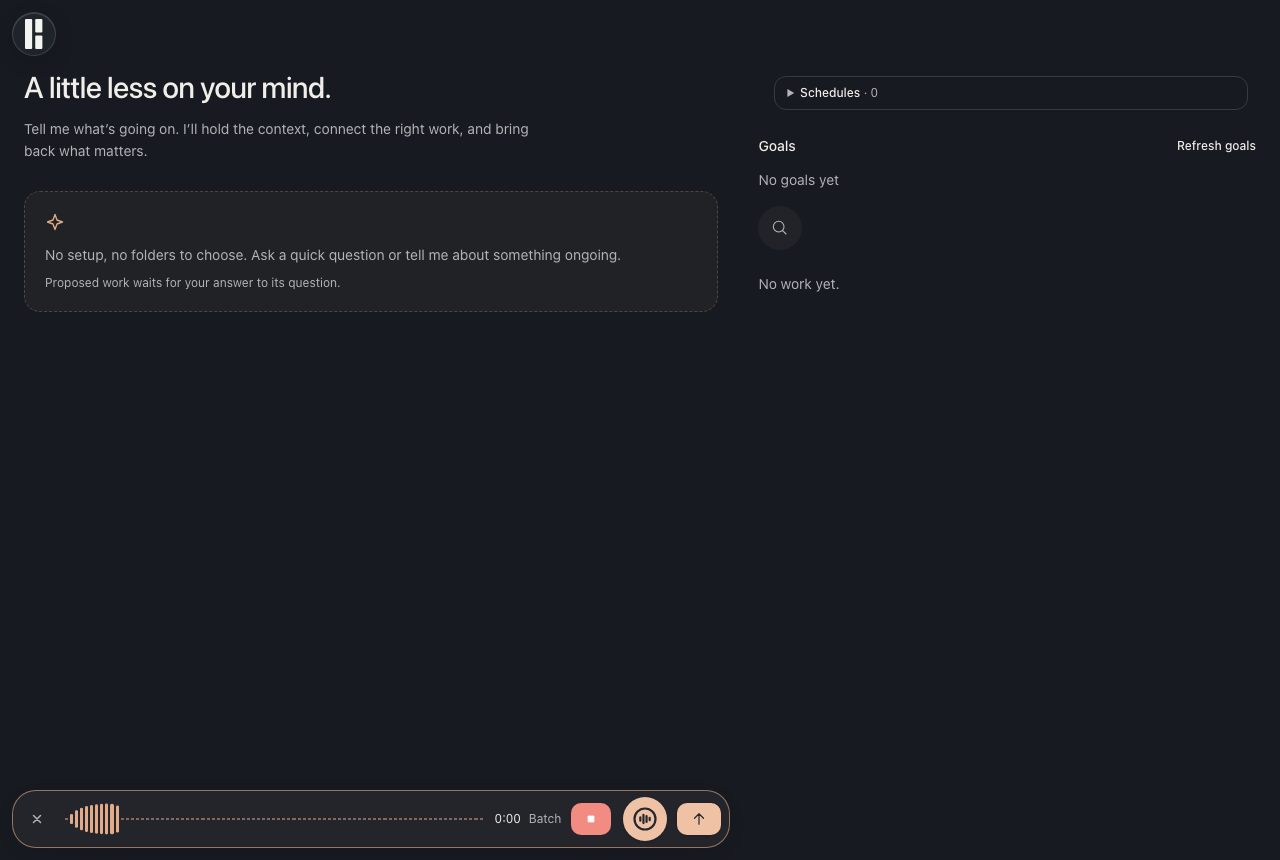 A little less on your mind.
Tell me what’s going on. I’ll hold the context, connect the right work, and bring
back what matters.
No setup, no folders to choose. Ask a quick question or tell me about something ongoing.
Proposed work waits for your answer to its question.
Schedules · 0
Goals
Refresh goals
No goals yet
No work yet.
0:00 Batch